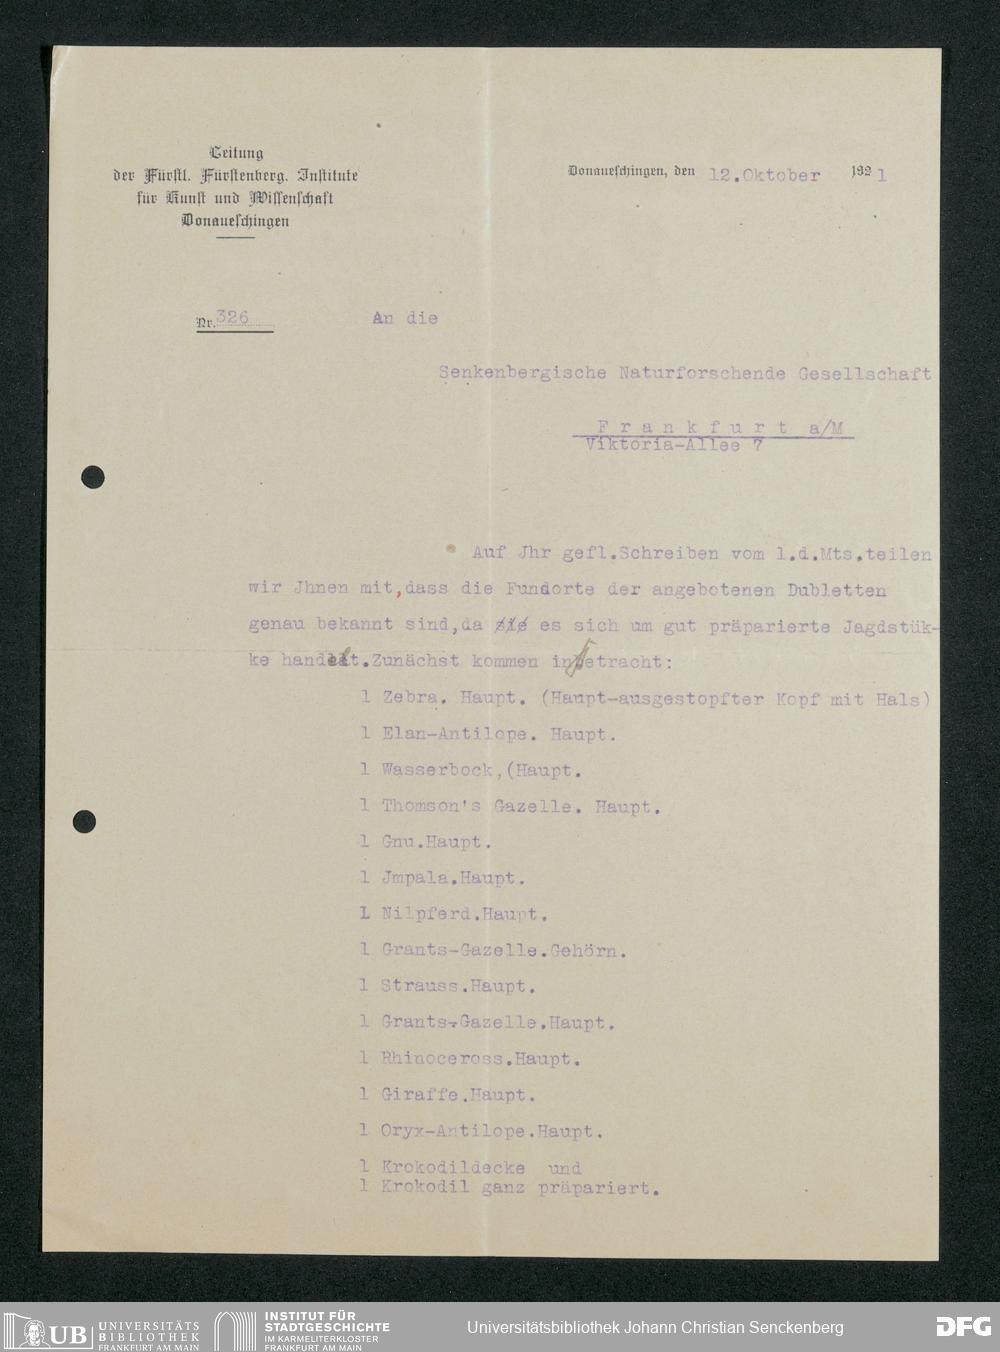 Leitung
der Fürstl. Fürstenberg. Institute
für Kunst und Wissenschaft
Donaueschingen
Donaueschingen, den 12.Oktober 1921
Nr. 326
An die
Senkenbergische Naturforschende Gesellschaft
F r a n k f u r t a/M
Viktoria-Allee 7
Auf Jhr gefl.Schreiben vom 1.d.Mts.teilen
wir Jhnen mit,dass die Fundorte der angebotenen Dubletten
genau bekannt sind,da sie es sich um gut präparierte Jagdstük-
ke handelt.Zunächst kommen in betracht:
1 Zebra. Haupt. (Haupt-ausgestopfter Kopf mit Hals)
1 Elan-Antilope. Haupt.
1 Wasserbock,(Haupt.
1 Thomson's Gazelle. Haupt.
1 Gnu.Haupt.
1 Jmpala.Haupt.
1 Nilpferd.Haupt.
1 Grants-Gazelle.Gehörn.
1 Strauss.Haupt.
1 Grants-Gazelle.Haupt.
1 Rhinoceross.Haupt.
1 Giraffe.Haupt.
1 Oryx-Antilope.Haupt.
1 Krokodildecke und
1 Krokodil ganz präpariert.
UB UNIVERSITÄTS BIBLIOTHEK FRANKFURT AM MAIN
INSTITUT FÜR STADTGESCHICHTE IM KARMELITERKLOSTER FRANKFURT AM MAIN
Universitätsbibliothek Johann Christian Senckenberg
DFG